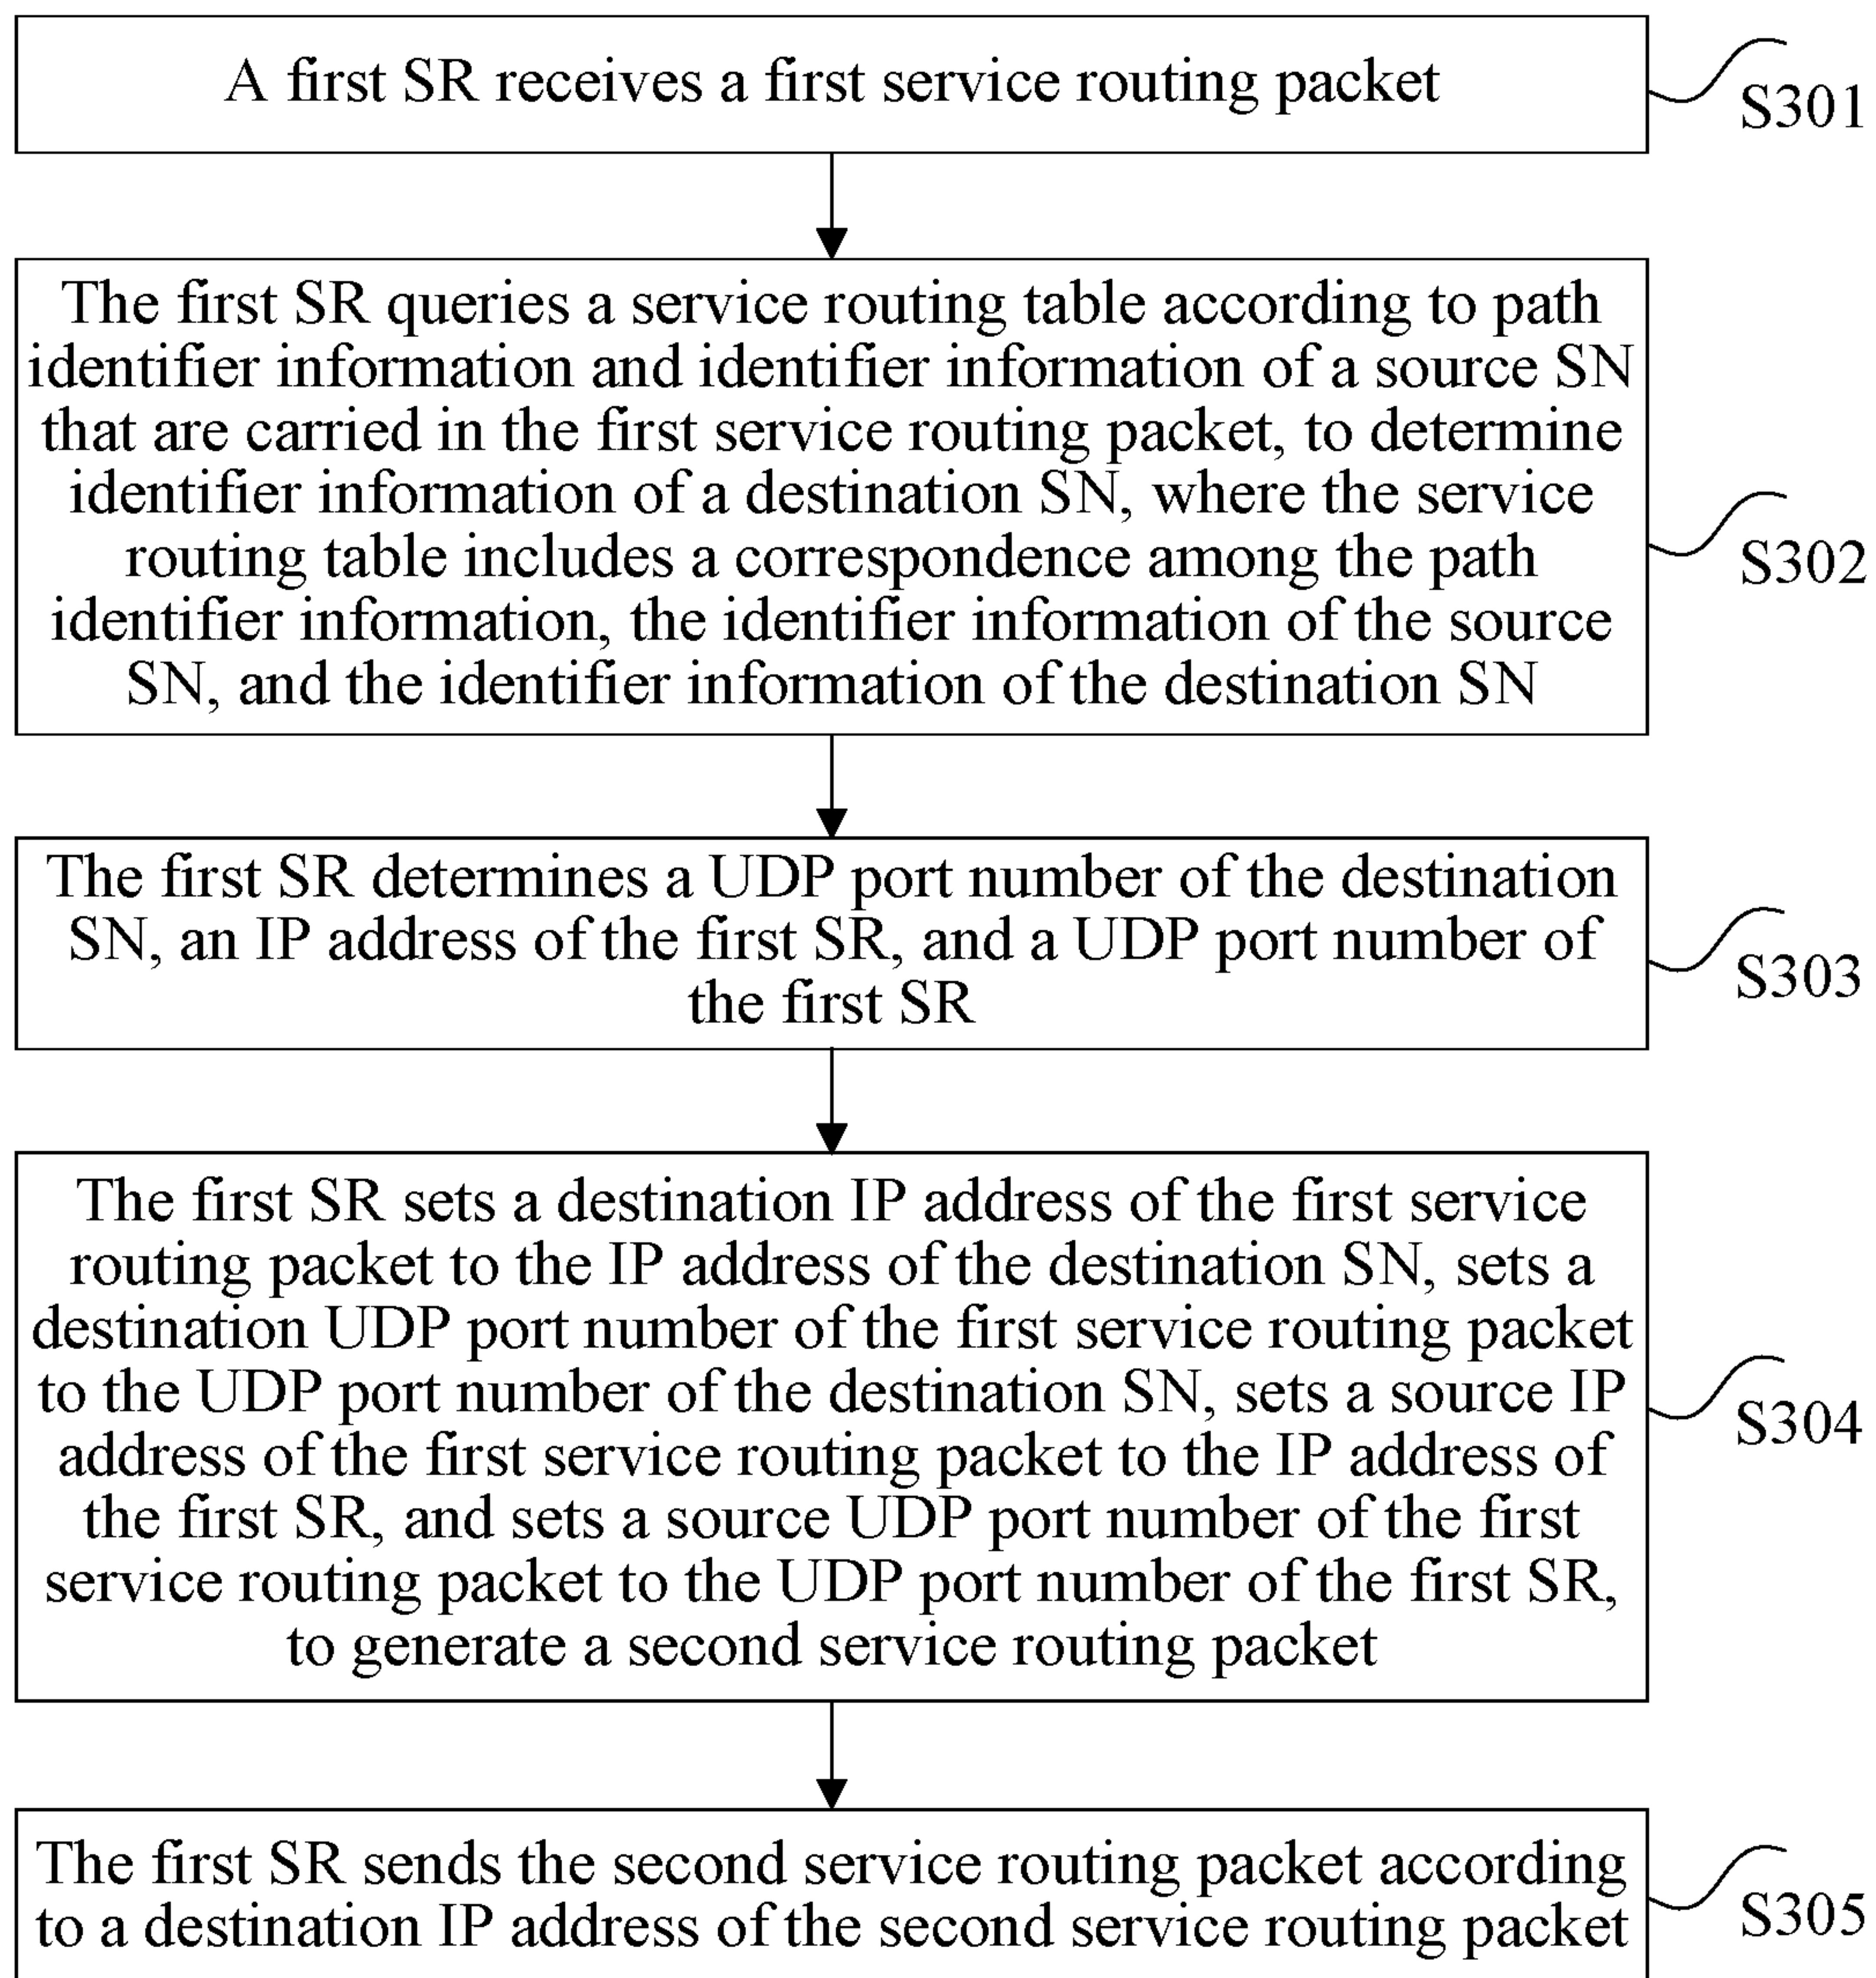 A first SR receives a first service routing packet
S301
The first SR queries a service routing table according to path
identifier information and identifier information of a source SN
that are carried in the first service routing packet, to determine
identifier information of a destination SN, where the service
routing table includes a correspondence among the path
identifier information, the identifier information of the source
SN, and the identifier information of the destination SN
S302
The first SR determines a UDP port number of the destination
SN, an IP address of the first SR, and a UDP port number of
the first SR
S303
The first SR sets a destination IP address of the first service
routing packet to the IP address of the destination SN, sets a
destination UDP port number of the first service routing packet
to the UDP port number of the destination SN, sets a source IP
address of the first service routing packet to the IP address of
the first SR, and sets a source UDP port number of the first
service routing packet to the UDP port number of the first SR,
to generate a second service routing packet
S304
The first SR sends the second service routing packet according
to a destination IP address of the second service routing packet
S305